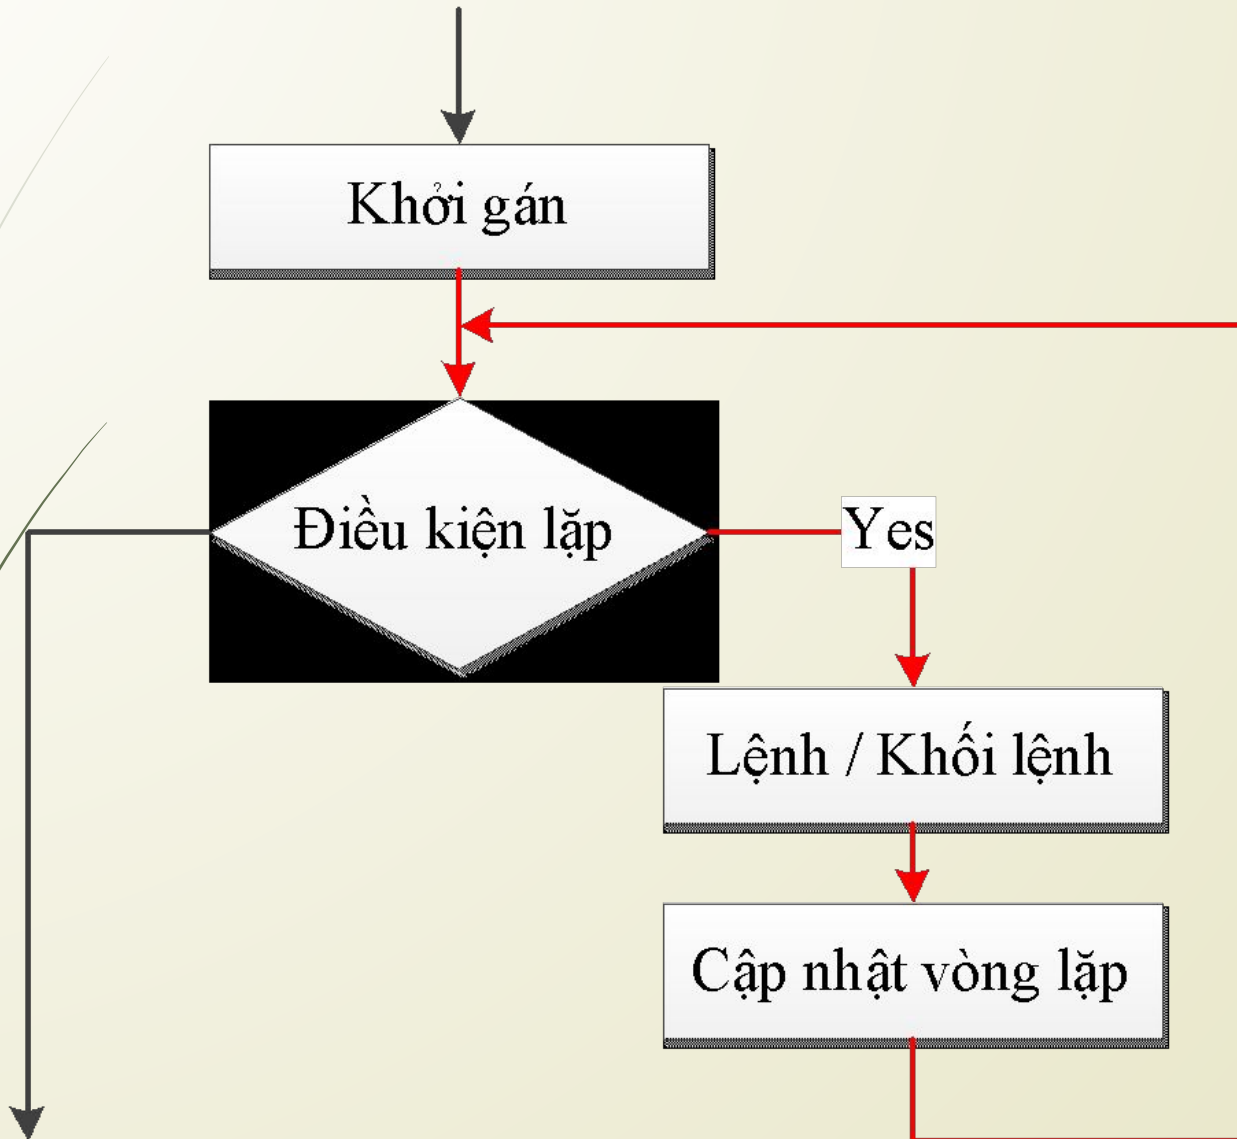 Khởi gán
Điều kiện lặp
Yes
Lệnh / Khối lệnh
Cập nhật vòng lặp